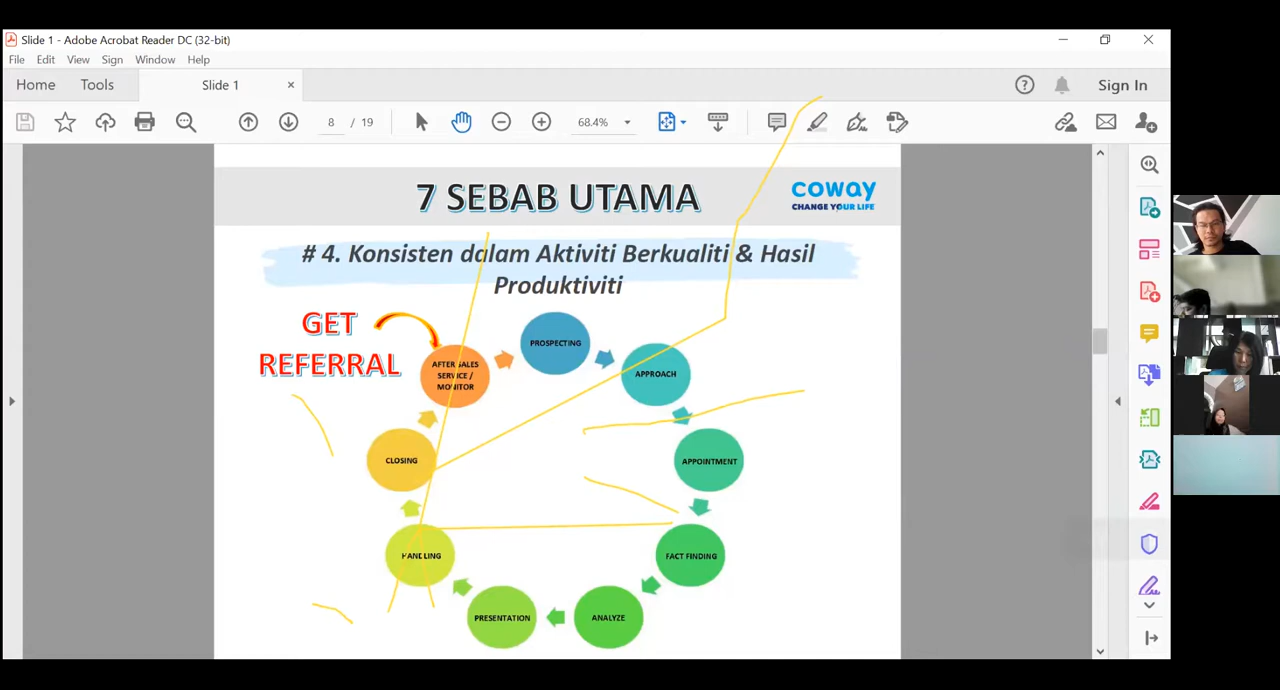 Slide 1 - Adobe Acrobat Reader DC (32-bit)
File Edit View Sign Window Help
Home Tools Slide 1 Sign In
8 / 19 68.4%
7 SEBAB UTAMA
coway
CHANGE YOUR LIFE
# 4. Konsisten dalam Aktiviti Berkualiti & Hasil
Produktiviti
GET
REFERRAL
AFTER SALES
SERVICE /
MONITOR
PROSPECTING
APPROACH
APPOINTMENT
FACT FINDING
ANALYZE
PRESENTATION
HANDLING
CLOSING